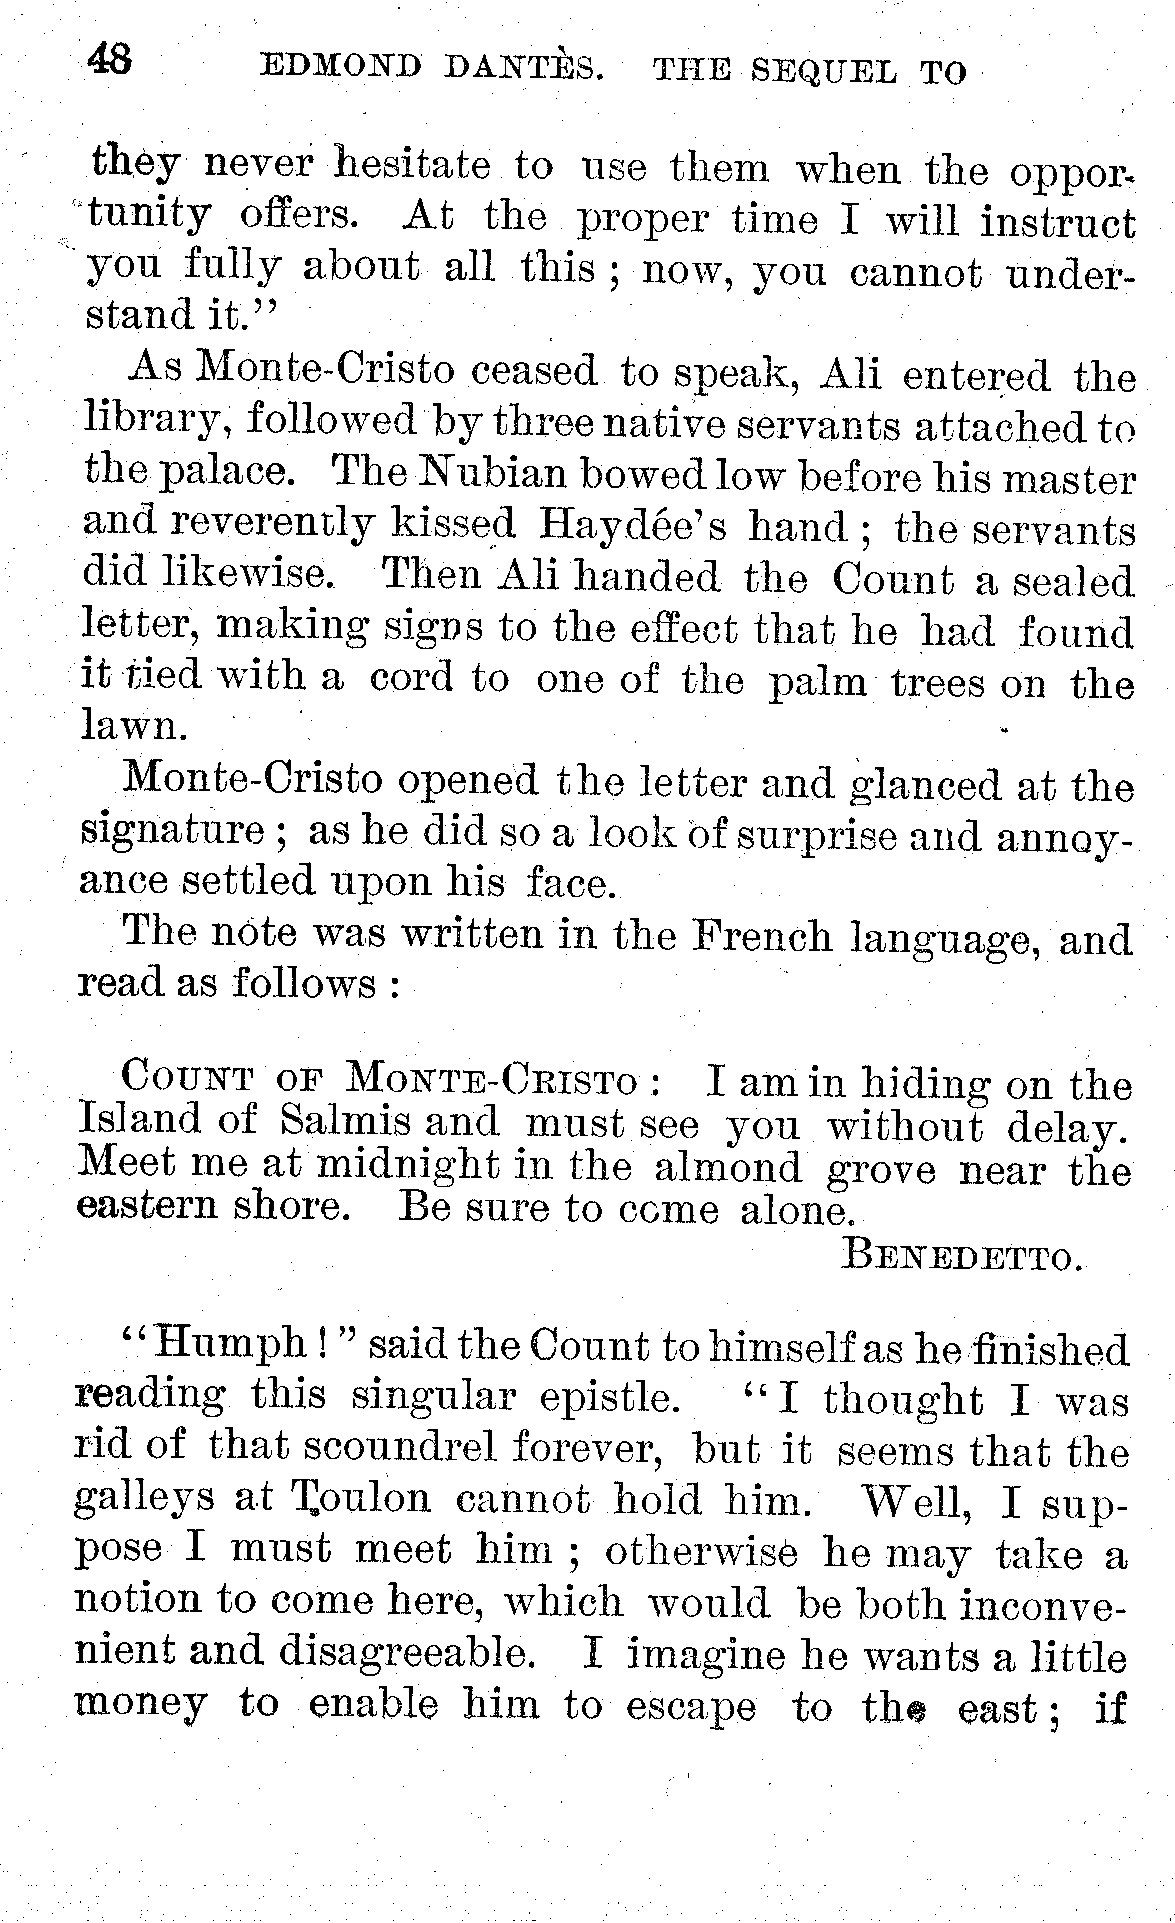 48 EDMOND DANTÈS. THE SEQUEL TO
they never hesitate to use them when the oppor-
tunity offers. At the proper time I will instruct
you fully about all this ; now, you cannot under-
stand it."
As Monte-Cristo ceased to speak, Ali entered the
library, followed by three native servants attached to
the palace. The Nubian bowed low before his master
and reverently kissed Haydée's hand ; the servants
did likewise. Then Ali handed the Count a sealed
letter, making signs to the effect that he had found
it tied with a cord to one of the palm trees on the
lawn.
Monte-Cristo opened the letter and glanced at the
signature ; as he did so a look of surprise and annoy-
ance settled upon his face.
The note was written in the French language, and
read as follows :
COUNT OF MONTE-CRISTO : I am in hiding on the
Island of Salmis and must see you without delay.
Meet me at midnight in the almond grove near the
eastern shore. Be sure to come alone.
BENEDETTO.
"Humph ! " said the Count to himself as he finished
reading this singular epistle. "I thought I was
rid of that scoundrel forever, but it seems that the
galleys at Toulon cannot hold him. Well, I sup-
pose I must meet him ; otherwise he may take a
notion to come here, which would be both inconve-
nient and disagreeable. I imagine he wants a little
money to enable him to escape to the east ; if